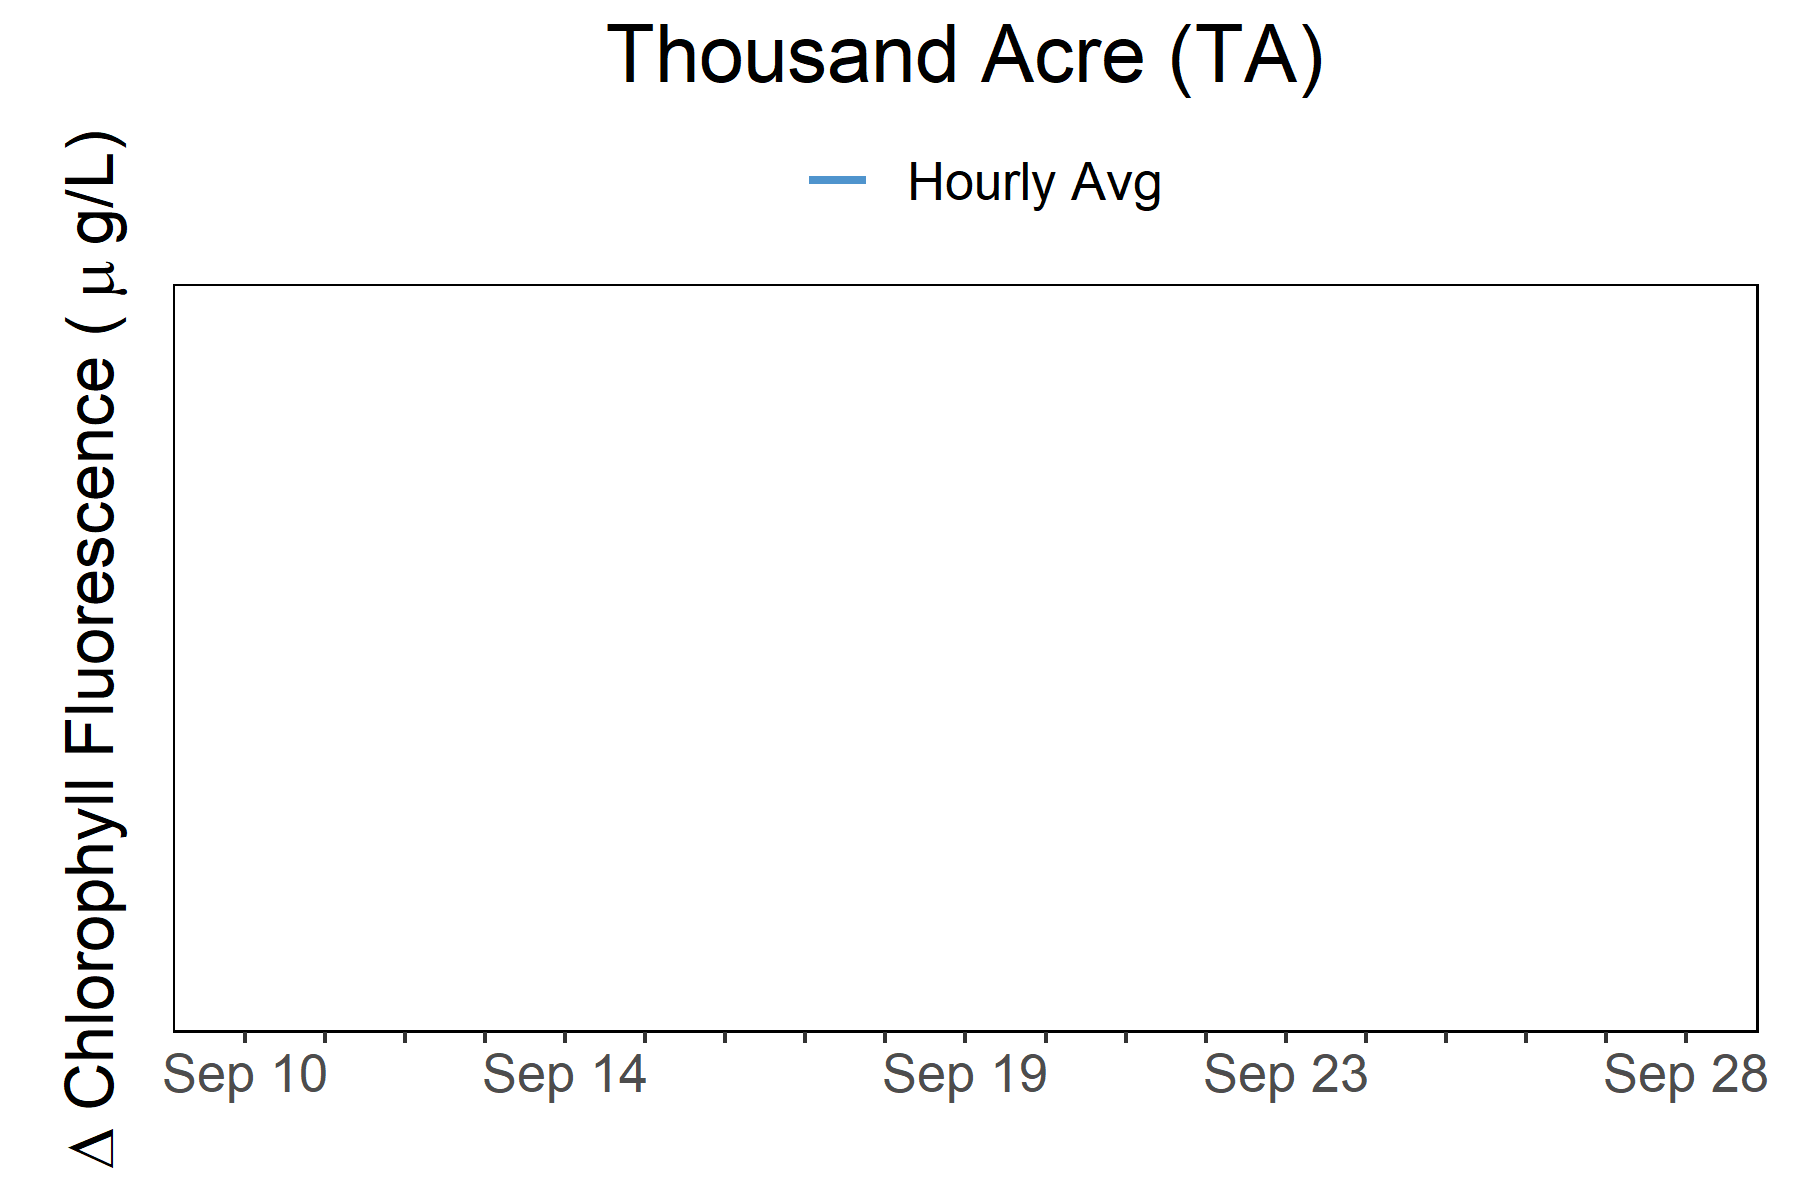 Thousand Acre (TA)
Hourly Avg
Δ Chlorophyll Fluorescence ( μ g/L)
Sep 10 Sep 14 Sep 19 Sep 23 Sep 28